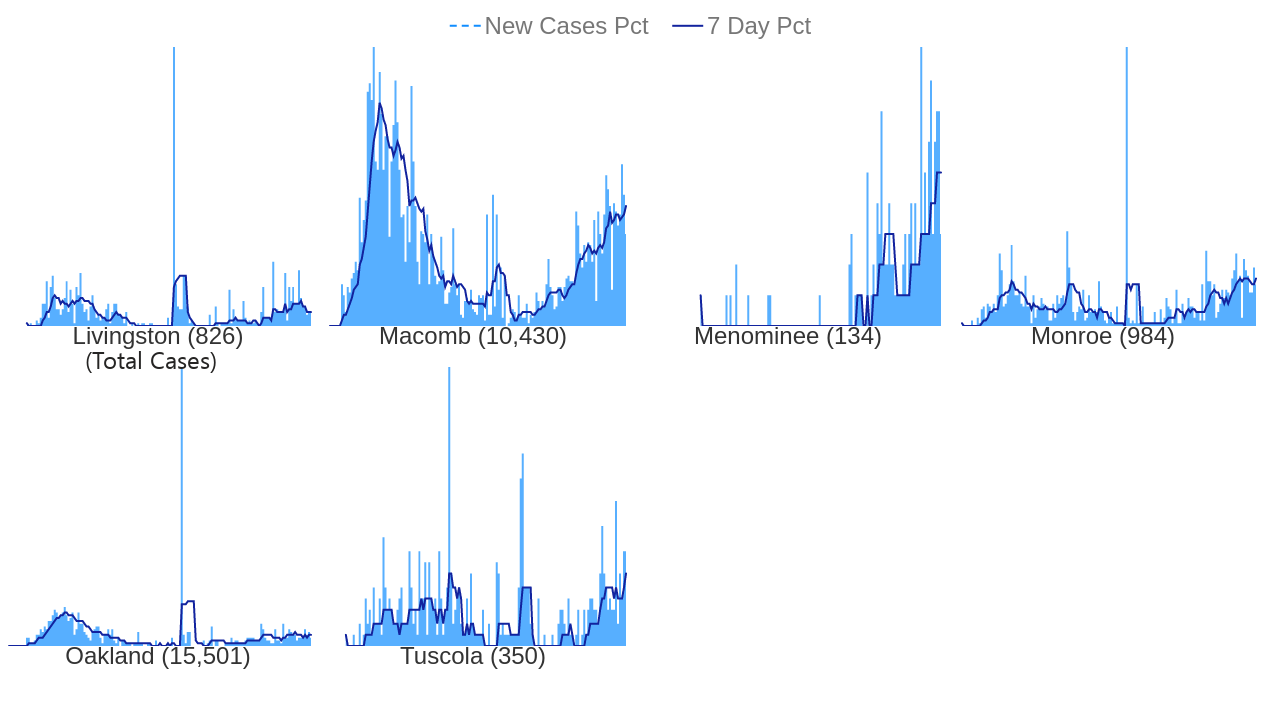 New Cases Pct 7 Day Pct
Livingston (826) Macomb (10,430) Menominee (134) Monroe (984)
(Total Cases)
Oakland (15,501) Tuscola (350)